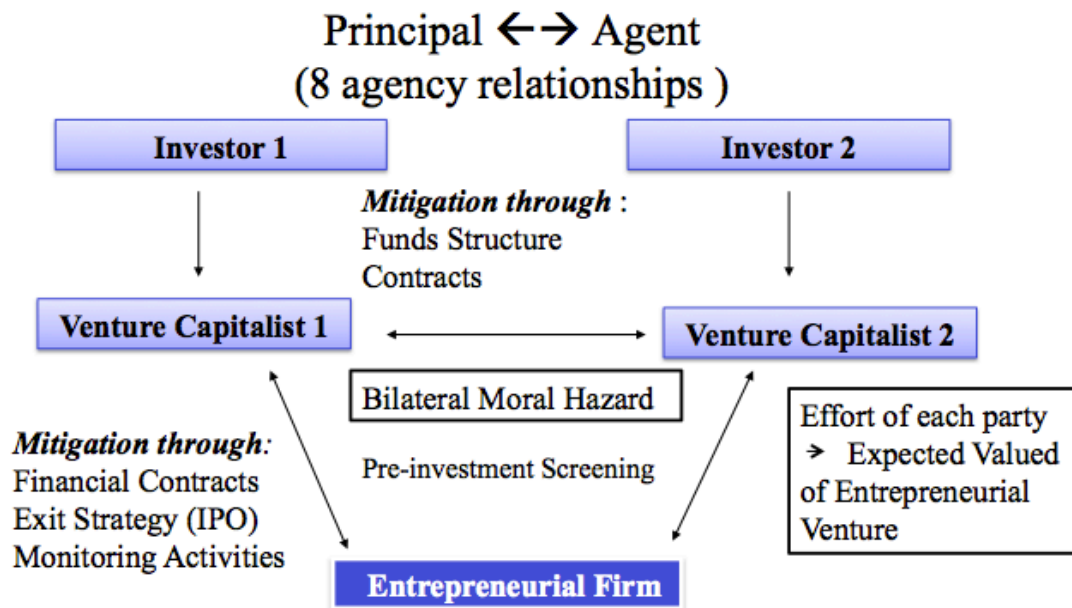 Principal ←→ Agent
(8 agency relationships )
Investor 1
Investor 2
Mitigation through :
Funds Structure
Contracts
Venture Capitalist 1
Venture Capitalist 2
Bilateral Moral Hazard
Pre-investment Screening
Mitigation through:
Financial Contracts
Exit Strategy (IPO)
Monitoring Activities
Effort of each party
➔ Expected Valued
of Entrepreneurial
Venture
Entrepreneurial Firm